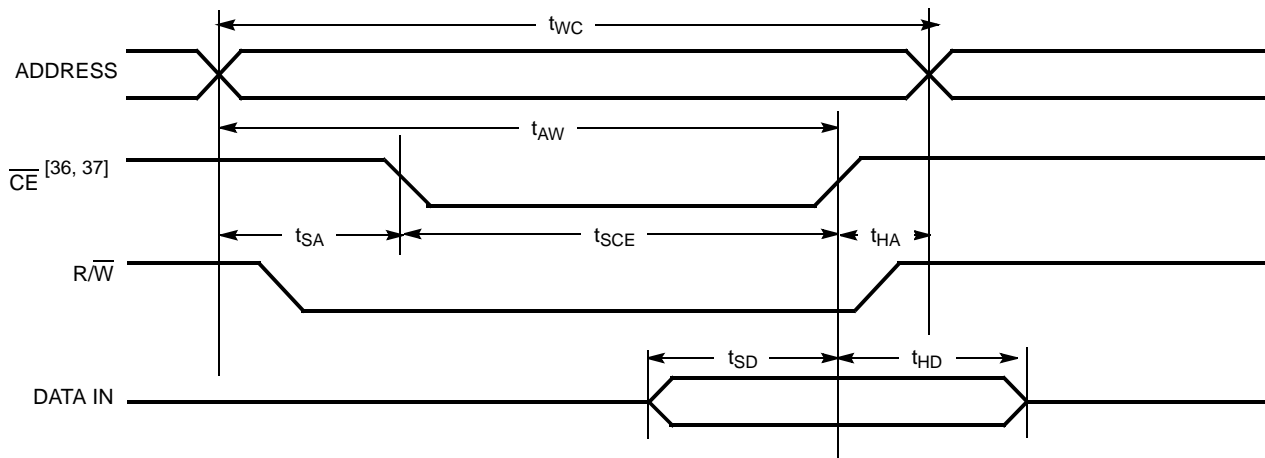 tWC
ADDRESS
tAW
CE [36, 37]
tSA tSCE tHA
R/W
tSD tHD
DATA IN